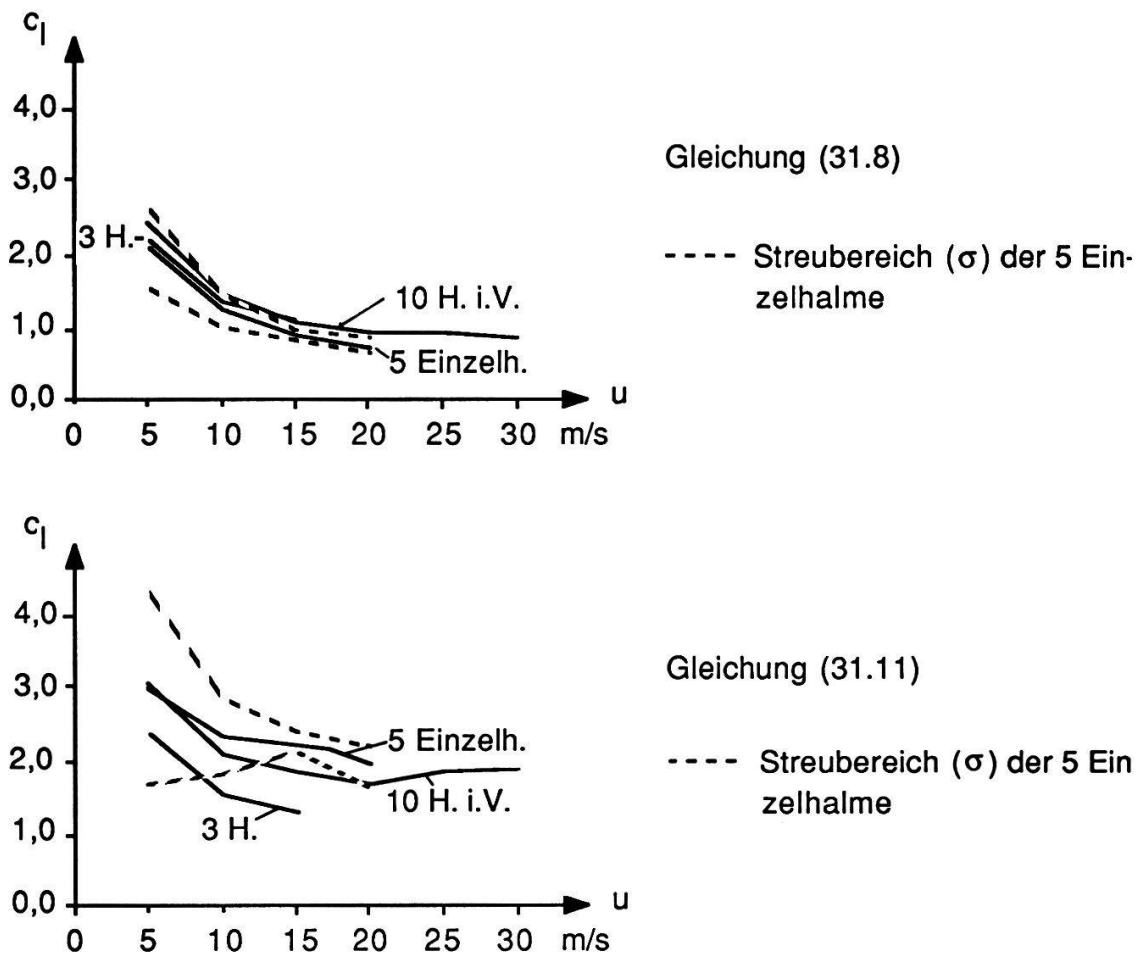 cl
4,0
3,0
3 H.
2,0
10 H. i.V.
1,0
5 Einzelh.
0,0
u
0 5 10 15 20 25 30 m/s
Gleichung (31.8)
Streubereich (σ) der 5 Ein-
zelhalme
cl
4,0
3,0
5 Einzelh.
2,0
10 H. i.V.
3 H.
1,0
0,0
u
0 5 10 15 20 25 30 m/s
Gleichung (31.11)
Streubereich (σ) der 5 Ein
zelhalme